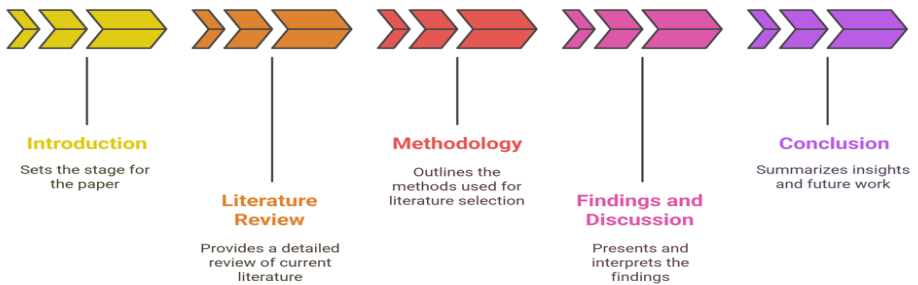 Introduction
Sets the stage for
the paper
Literature
Review
Provides a detailed
review of current
literature
Methodology
Outlines the
methods used for
literature selection
Findings and
Discussion
Presents and
interprets the
findings
Conclusion
Summarizes insights
and future work